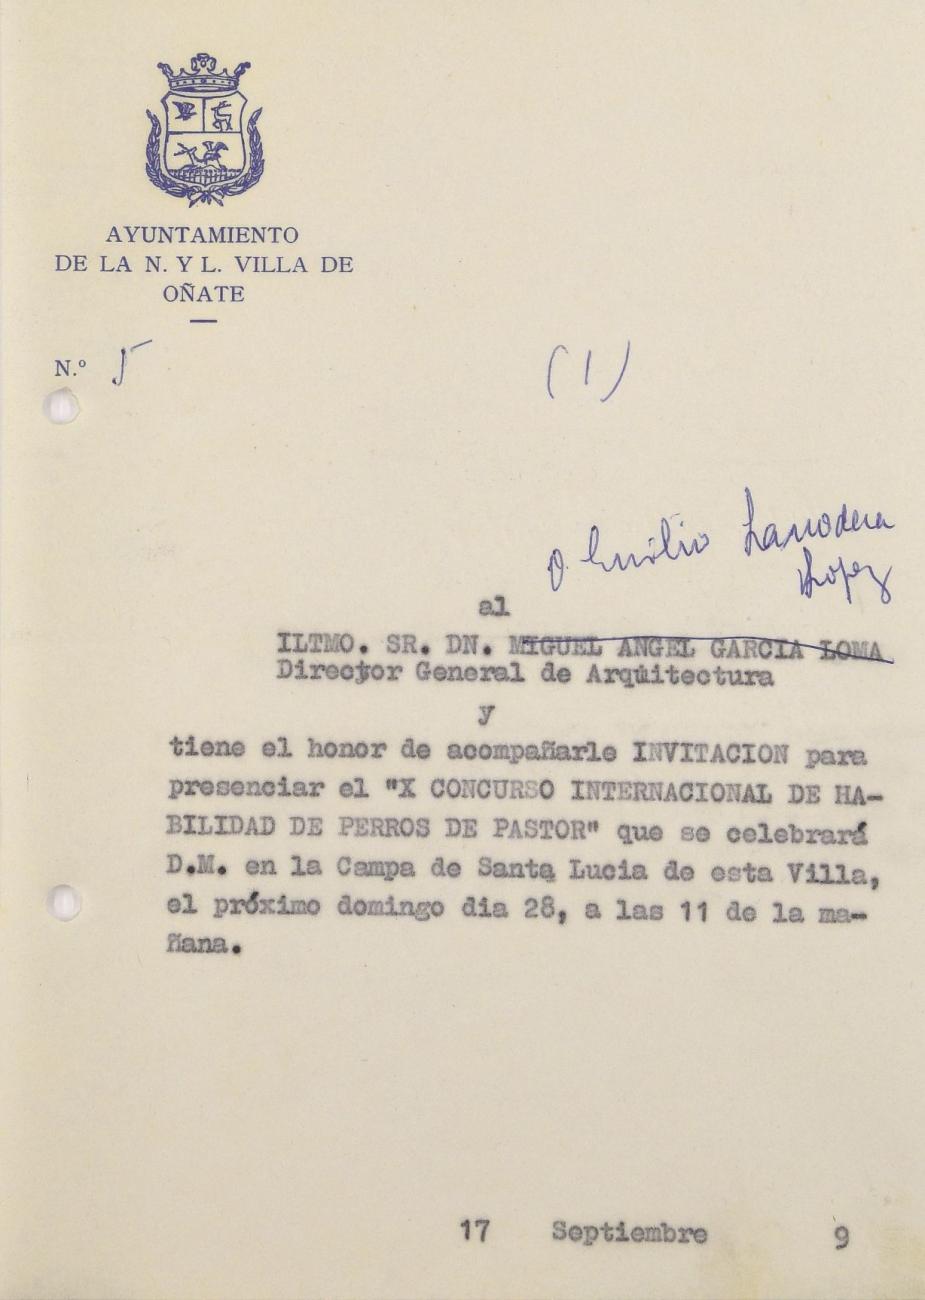 AYUNTAMIENTO
DE LA N. Y L. VILLA DE
OÑATE
N.º 5
(1)
D. Emilio Larrodera
López
al
ILTMO. SR. DN. MIGUEL ANGEL GARCIA LOMA
Director General de Arquitectura
y
tiene el honor de acompañarle INVITACION para
presenciar el "X CONCURSO INTERNACIONAL DE HA-
BILIDAD DE PERROS DE PASTOR" que se celebrará
D.M. en la Campa de Santa Lucia de esta Villa,
el próximo domingo dia 28, a las 11 de la ma-
ñana.
17 Septiembre 9